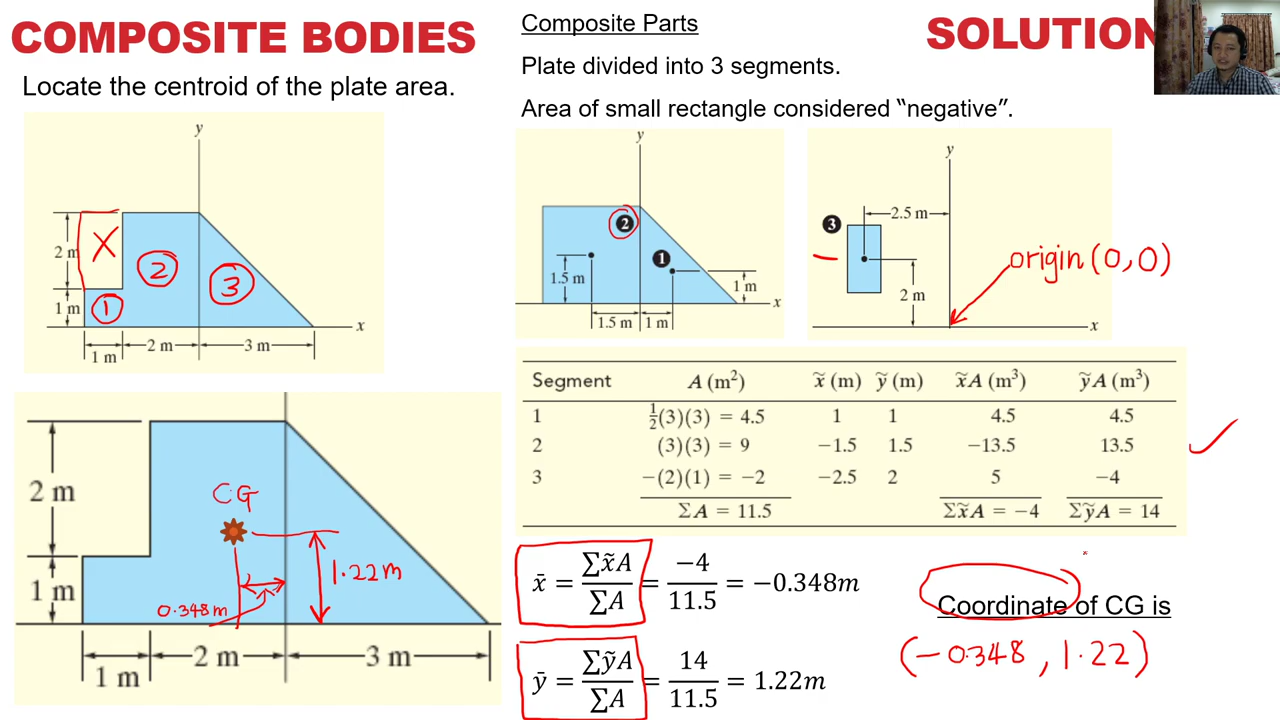 COMPOSITE BODIES
Locate the centroid of the plate area.
y
X
2 m
2
3
1 m
1
x
1 m
2 m
3 m
CG
2 m
1.22m
1 m
0.348m
2 m
3 m
1 m
Composite Parts
SOLUTION
Plate divided into 3 segments.
Area of small rectangle considered “negative”.
y
2
1
1.5 m
1 m
x
1.5 m
1 m
y
2.5 m
3
−
origin (0,0)
2 m
x
Segment A (m²) x̃ (m) ỹ (m) x̃A (m³) ỹA (m³)
1 ½(3)(3) = 4.5 1 1 4.5 4.5
2 (3)(3) = 9 −1.5 1.5 −13.5 13.5
3 −(2)(1) = −2 −2.5 2 5 −4
ΣA = 11.5 Σx̃A = −4 ΣỹA = 14
x̄ = ∑x̃A / ∑A = −4 / 11.5 = −0.348m
ȳ = ∑ỹA / ∑A = 14 / 11.5 = 1.22m
Coordinate of CG is
(−0.348, 1.22)